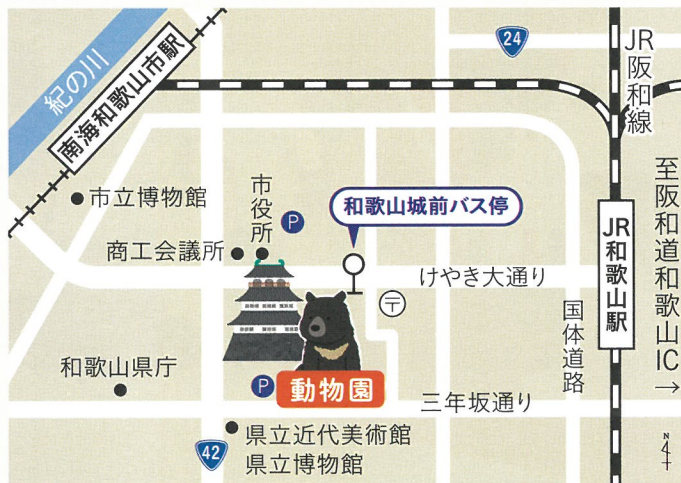 紀の川
南海和歌山市駅
24
JR阪和線
至阪和道和歌山IC→
市立博物館
市役所
P
和歌山城前バス停
商工会議所
けやき大通り
〒
JR和歌山駅
国体道路
和歌山県庁
P
動物園
三年坂通り
42
県立近代美術館
県立博物館
N